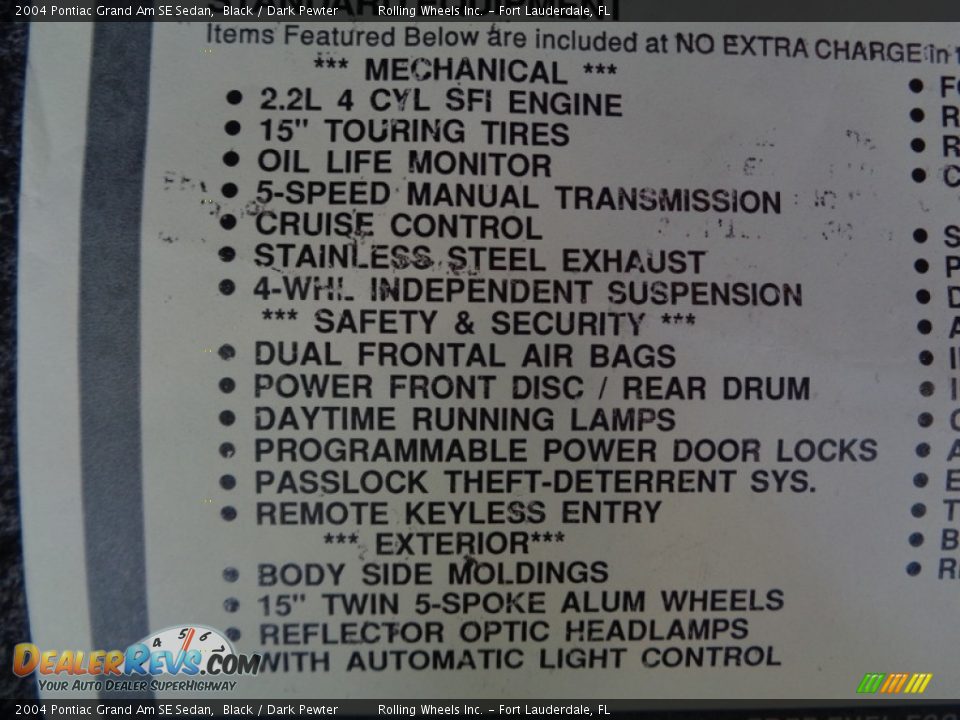 2004 Pontiac Grand Am SE Sedan, Black / Dark Pewter Rolling Wheels Inc. - Fort Lauderdale, FL
Items Featured Below are included at NO EXTRA CHARGE in
*** MECHANICAL ***
• 2.2L 4 CYL SFI ENGINE
• 15" TOURING TIRES
• OIL LIFE MONITOR
• 5-SPEED MANUAL TRANSMISSION
• CRUISE CONTROL
• STAINLESS STEEL EXHAUST
• 4-WHL INDEPENDENT SUSPENSION
*** SAFETY & SECURITY ***
• DUAL FRONTAL AIR BAGS
• POWER FRONT DISC / REAR DRUM
• DAYTIME RUNNING LAMPS
• PROGRAMMABLE POWER DOOR LOCKS
• PASSLOCK THEFT-DETERRENT SYS.
• REMOTE KEYLESS ENTRY
*** EXTERIOR***
• BODY SIDE MOLDINGS
• 15" TWIN 5-SPOKE ALUM WHEELS
• REFLECTOR OPTIC HEADLAMPS
WITH AUTOMATIC LIGHT CONTROL
4 5 6
DEALERREVS.COM
YOUR AUTO DEALER SUPERHIGHWAY
2004 Pontiac Grand Am SE Sedan, Black / Dark Pewter Rolling Wheels Inc. - Fort Lauderdale, FL